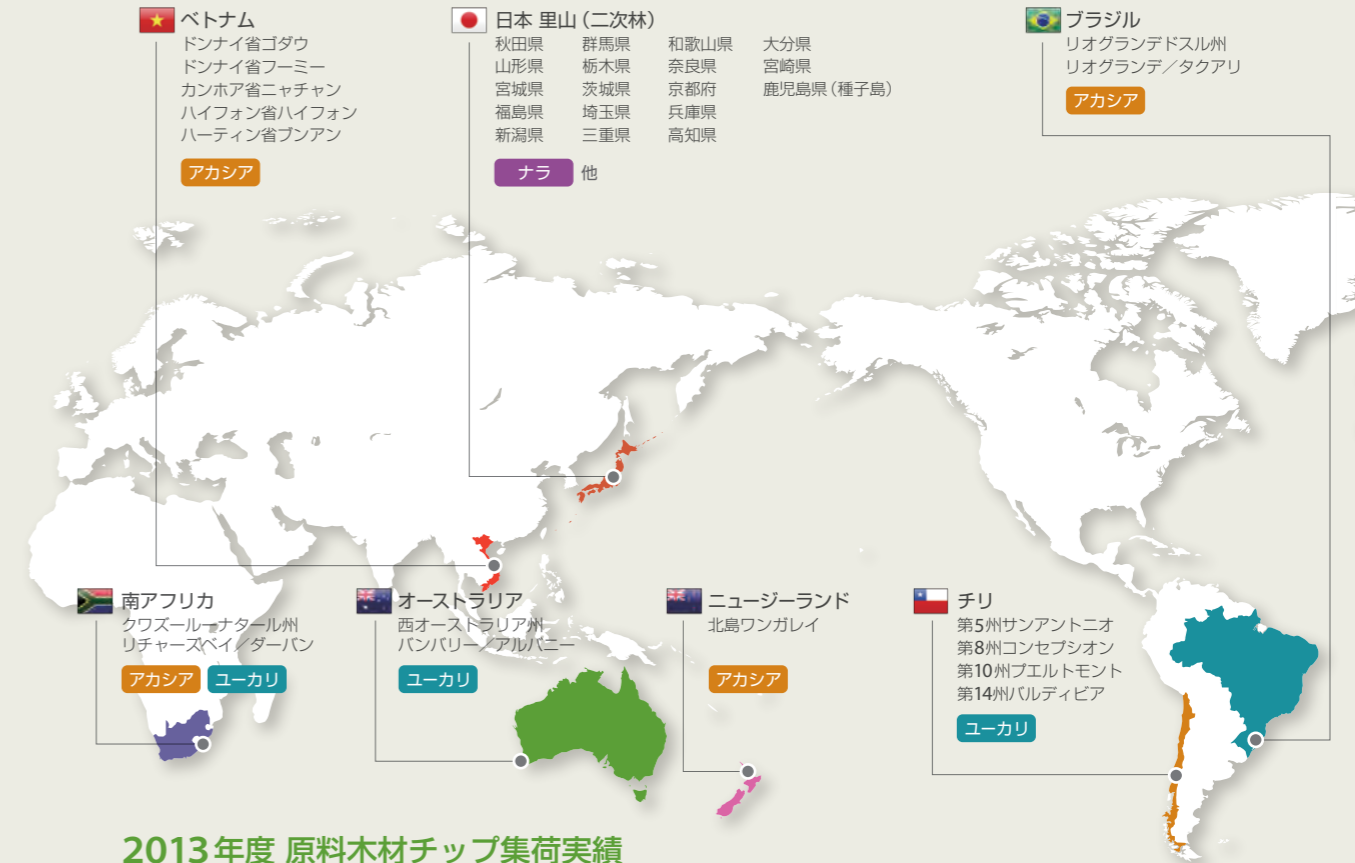 ベトナム
ドンナイ省ゴダウ
ドンナイ省フーミー
カンホア省ニャチャン
ハイフォン省ハイフォン
ハーティン省ブンアン
アカシア
日本 里山(二次林)
秋田県 群馬県 和歌山県 大分県
山形県 栃木県 奈良県 宮崎県
宮城県 茨城県 京都府 鹿児島県(種子島)
福島県 埼玉県 兵庫県
新潟県 三重県 高知県
ナラ 他
ブラジル
リオグランデドスル州
リオグランデ/タクアリ
アカシア
南アフリカ
クワズールーナタール州
リチャーズベイ/ダーバン
アカシア ユーカリ
オーストラリア
西オーストラリア州
バンバリー/アルバニー
ユーカリ
ニュージーランド
北島ワンガレイ
アカシア
チリ
第5州サンアントニオ
第8州コンセプシオン
第10州プエルトモント
第14州バルディビア
ユーカリ
2013年度 原料木材チップ集荷実績